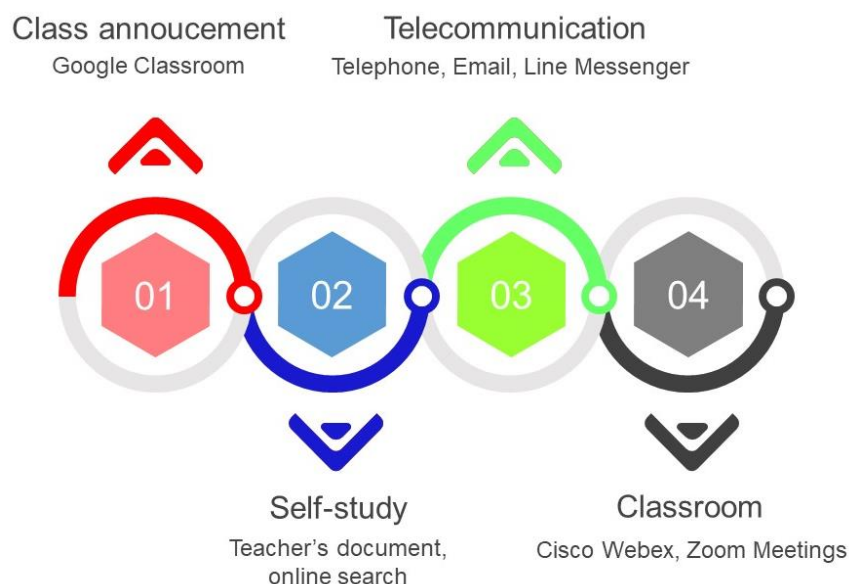 Class annoucement
Google Classroom
Telecommunication
Telephone, Email, Line Messenger
01
02
03
04
Self-study
Teacher's document,
online search
Classroom
Cisco Webex, Zoom Meetings